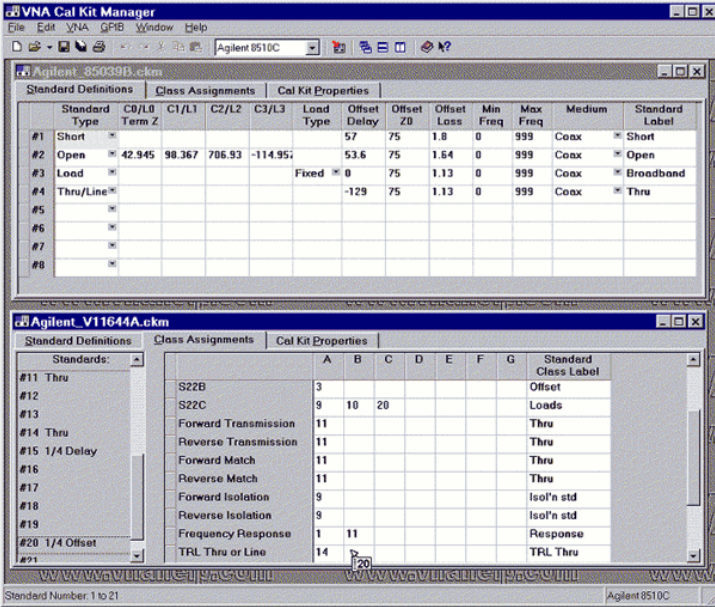 VNA Cal Kit Manager
File Edit VNA GPIB Window Help
Agilent 8510C
Agilent_85039B.ckm
Standard Definitions Class Assignments Cal Kit Properties
Standard Type C0/L0 Term Z C1/L1 C2/L2 C3/L3 Load Type Offset Delay Offset Z0 Offset Loss Min Freq Max Freq Medium Standard Label
#1 Short 57 75 1.8 0 999 Coax Short
#2 Open 42.945 98.367 706.93 -114.957 53.6 75 1.64 0 999 Coax Open
#3 Load Fixed 0 75 1.13 0 999 Coax Broadband
#4 Thru/Line -129 75 1.13 0 999 Coax Thru
#5
#6
#7
#8
Agilent_V11644A.ckm
Standard Definitions Class Assignments Cal Kit Properties
Standards:
#11 Thru
#12
#13
#14 Thru
#15 1/4 Delay
#16
#17
#18
#19
#20 1/4 Offset
#21
A B C D E F G Standard Class Label
S22B 3 Offset
S22C 9 10 20 Loads
Forward Transmission 11 Thru
Reverse Transmission 11 Thru
Forward Match 11 Thru
Reverse Match 11 Thru
Forward Isolation 9 Isol'n std
Reverse Isolation 9 Isol'n std
Frequency Response 1 11 Response
TRL Thru or Line 14 TRL Thru
20
www.vnahelp.com www.vnahelp.com
Standard Number: 1 to 21 Agilent 8510C